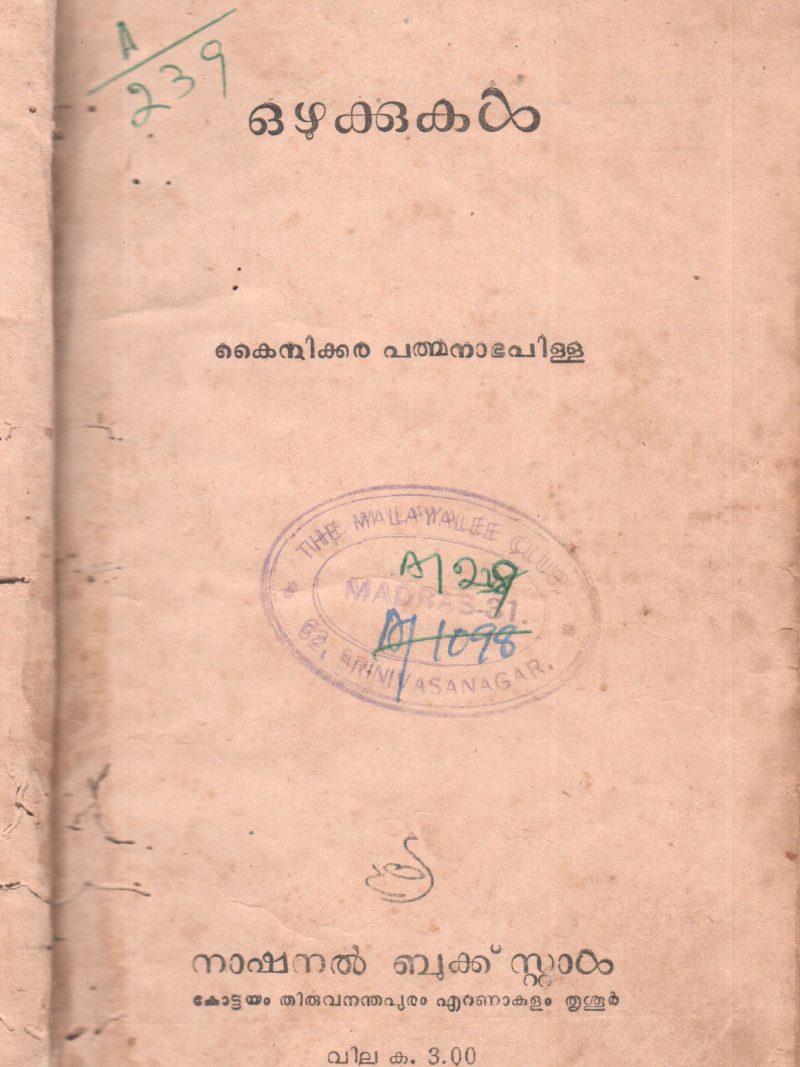 A/239
ഒഴുക്കുകൾ
കൈനിക്കര പത്മനാഭപിള്ള
THE MALAYALEE CLUB,
A/239
MADRAS-31.
A/1098
62, SRINIVASANAGAR.
നാഷനൽ ബുക്ക് സ്റ്റാൾ
കോട്ടയം തിരുവനന്തപുരം എറണാകുളം തൃശൂർ
വില ക. 3.00